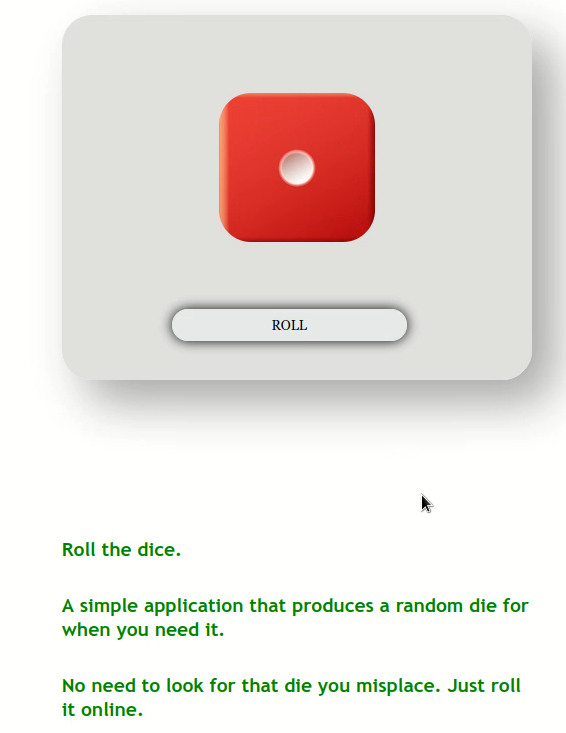 ROLL
Roll the dice.
A simple application that produces a random die for
when you need it.
No need to look for that die you misplace. Just roll
it online.